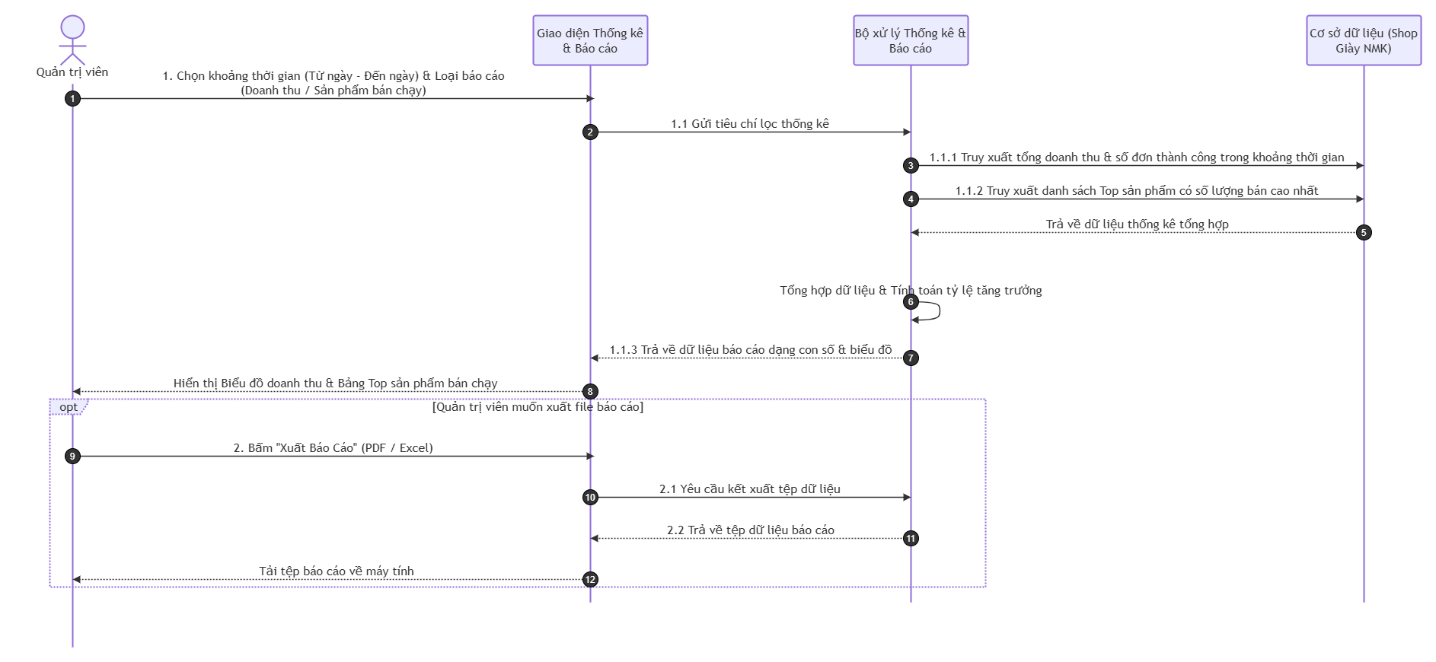 Quản trị viên
Giao diện Thống kê
& Báo cáo
Bộ xử lý Thống kê &
Báo cáo
Cơ sở dữ liệu (Shop
Giày NMK)
1. Chọn khoảng thời gian (Từ ngày - Đến ngày) & Loại báo cáo
(Doanh thu / Sản phẩm bán chạy)
1
2
1.1 Gửi tiêu chí lọc thống kê
3
1.1.1 Truy xuất tổng doanh thu & số đơn thành công trong khoảng thời gian
4
1.1.2 Truy xuất danh sách Top sản phẩm có số lượng bán cao nhất
Trả về dữ liệu thống kê tổng hợp
5
Tổng hợp dữ liệu & Tính toán tỷ lệ tăng trưởng
6
1.1.3 Trả về dữ liệu báo cáo dạng con số & biểu đồ
7
Hiển thị Biểu đồ doanh thu & Bảng Top sản phẩm bán chạy
8
opt
[Quản trị viên muốn xuất file báo cáo]
9
2. Bấm "Xuất Báo Cáo" (PDF / Excel)
10
2.1 Yêu cầu kết xuất tệp dữ liệu
2.2 Trả về tệp dữ liệu báo cáo
11
Tải tệp báo cáo về máy tính
12